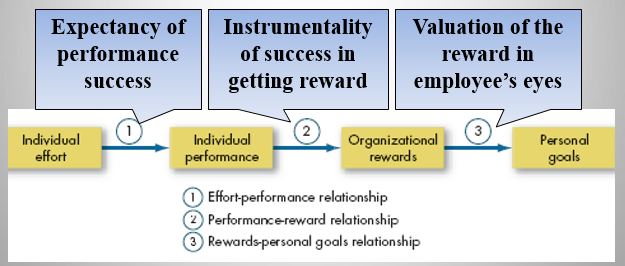 Expectancy of
performance
success
Instrumentality
of success in
getting reward
Valuation of the
reward in
employee's eyes
1
2
3
Individual
effort
Individual
performance
Organizational
rewards
Personal
goals
1 Effort-performance relationship
2 Performance-reward relationship
3 Rewards-personal goals relationship